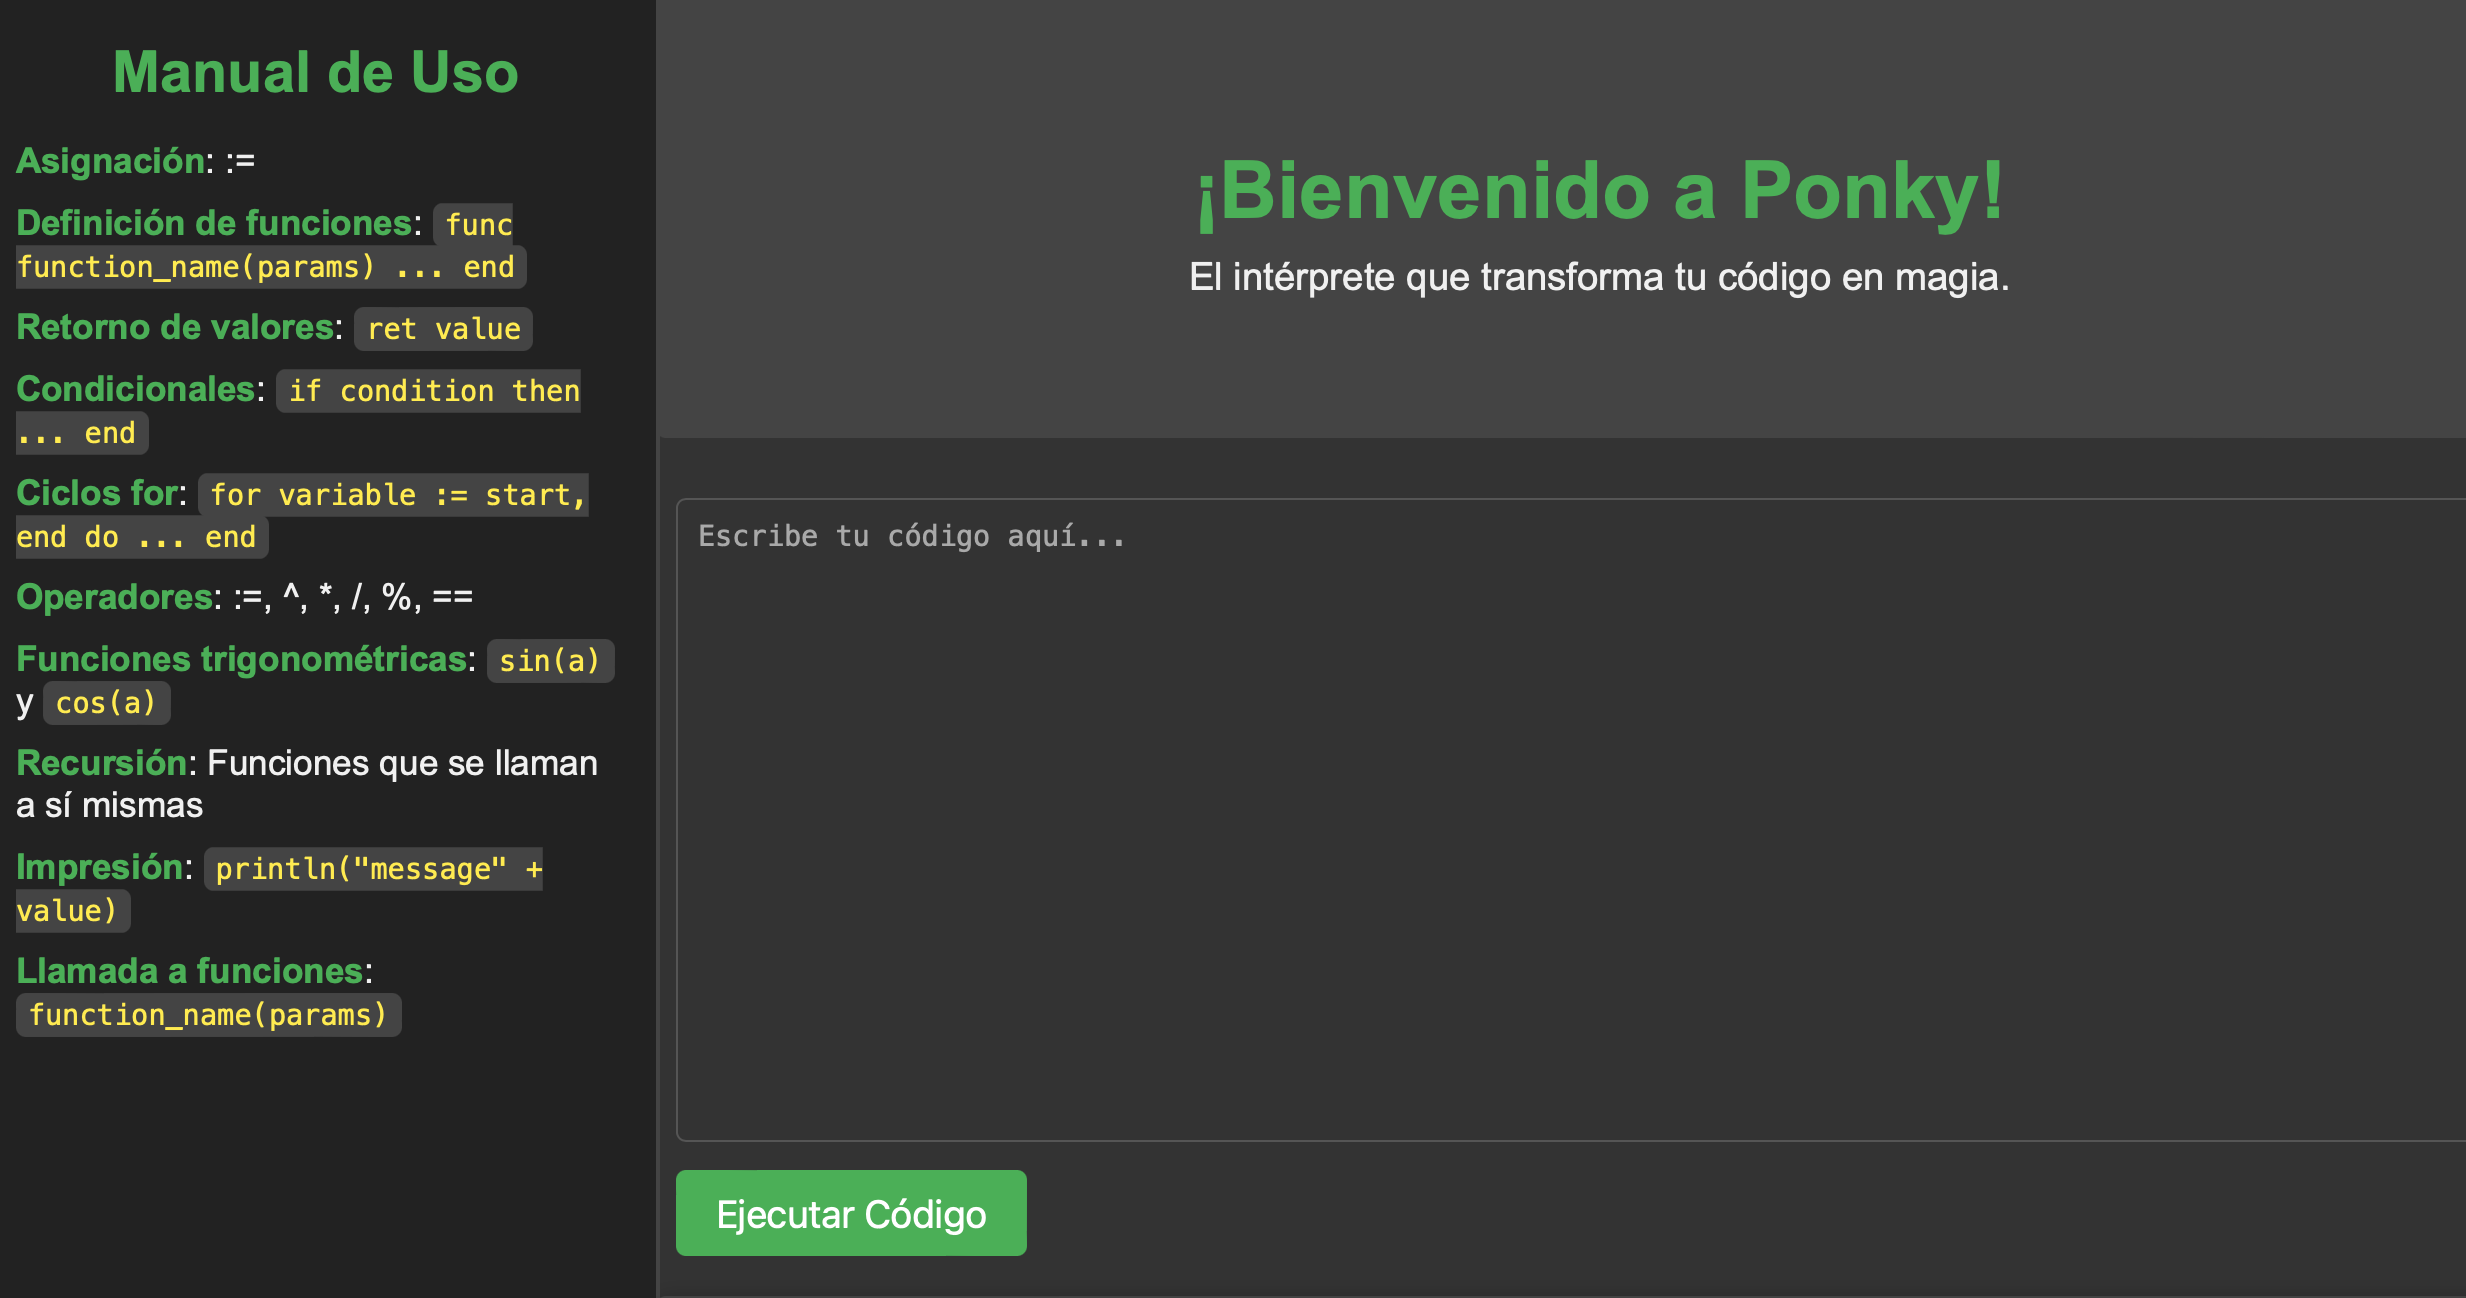 Manual de Uso
Asignación: :=
Definición de funciones: func
function_name(params) ... end
Retorno de valores: ret value
Condicionales: if condition then
... end
Ciclos for: for variable := start,
end do ... end
Operadores: :=, ^, *, /, %, ==
Funciones trigonométricas: sin(a)
y cos(a)
Recursión: Funciones que se llaman
a sí mismas
Impresión: println("message" +
value)
Llamada a funciones:
function_name(params)
¡Bienvenido a Ponky!
El intérprete que transforma tu código en magia.
Escribe tu código aquí...
Ejecutar Código